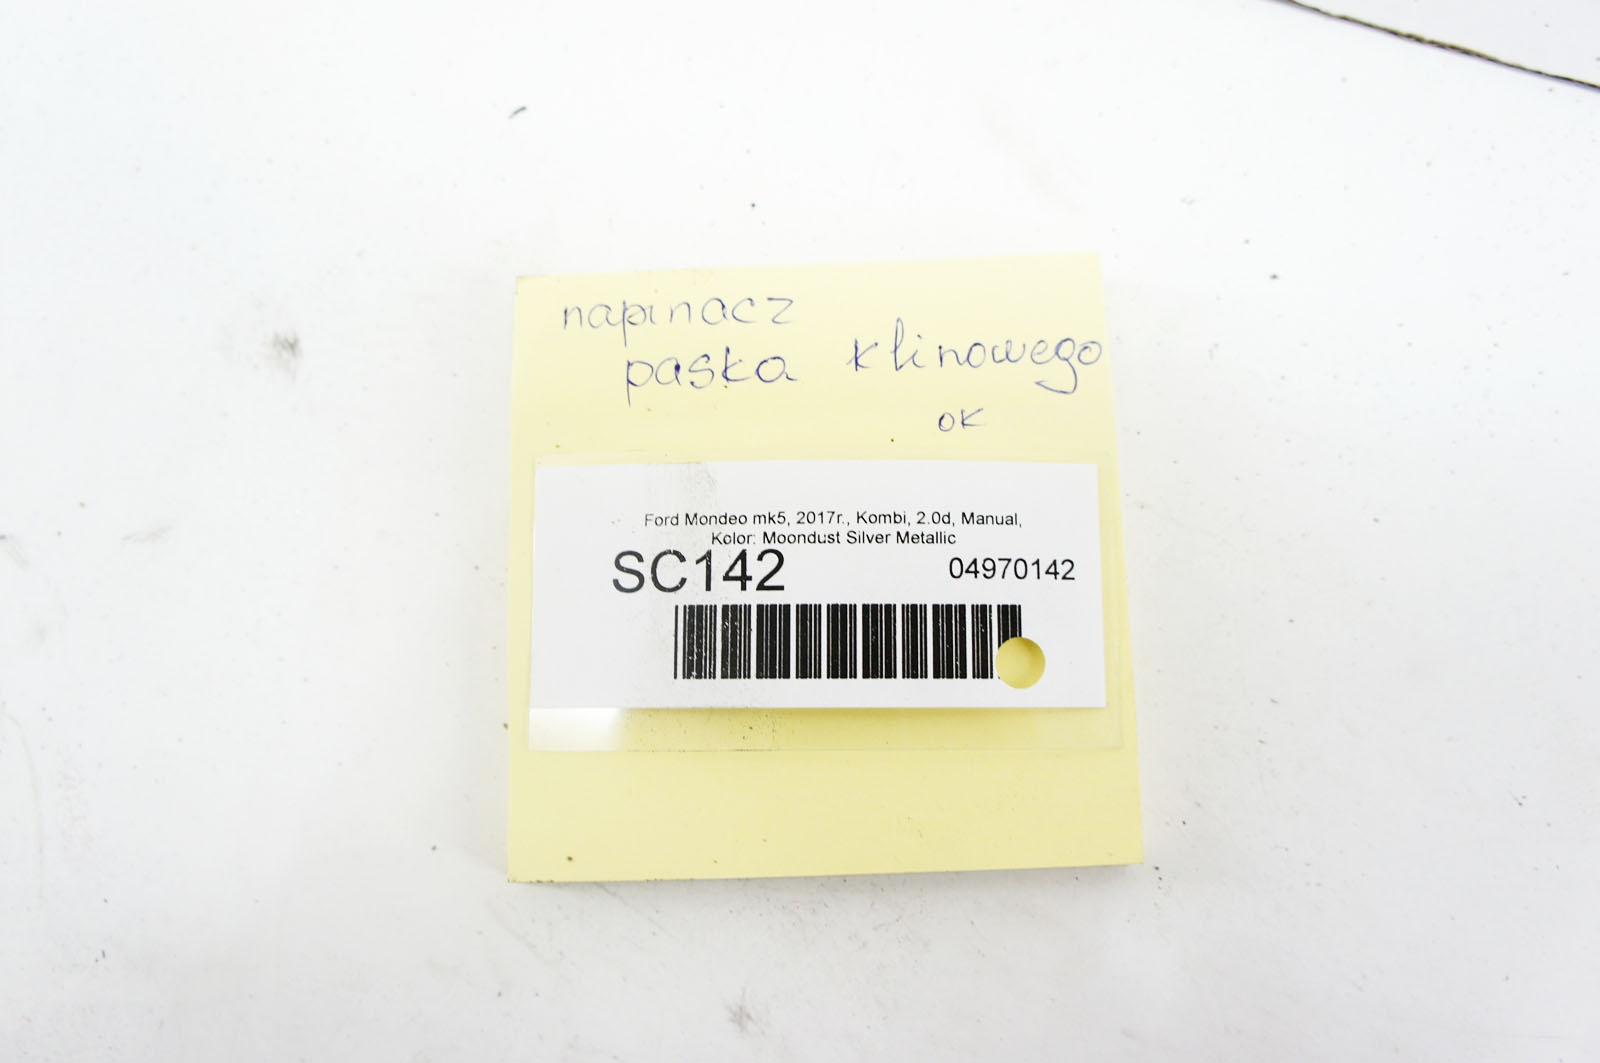 napinacz
paska klinowego
ok
Ford Mondeo mk5, 2017r., Kombi, 2.0d, Manual,
Kolor: Moondust Silver Metallic
SC142 04970142